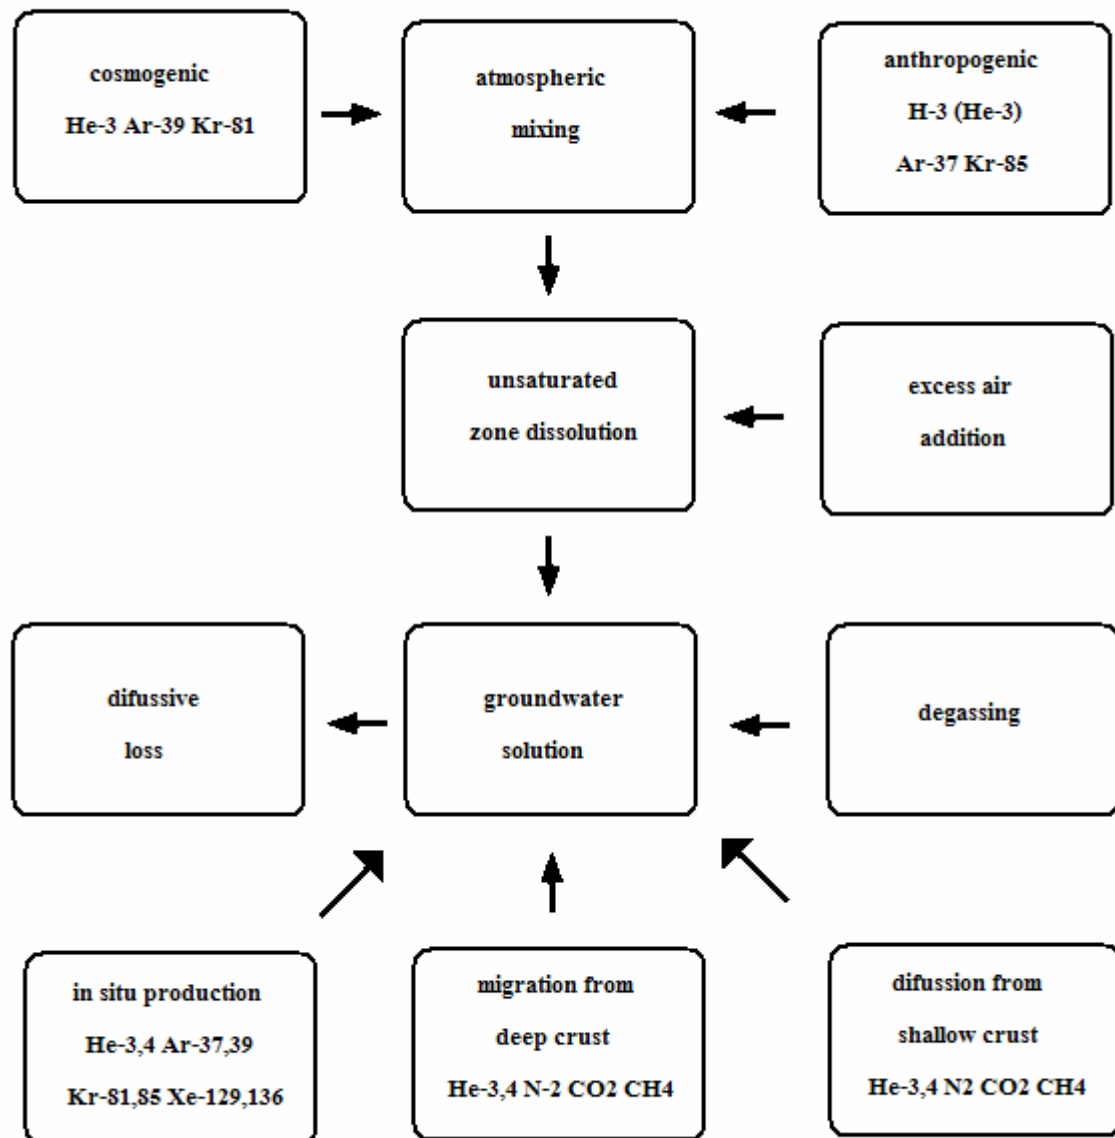 cosmogenic
He-3 Ar-39 Kr-81
atmospheric
mixing
anthropogenic
H-3 (He-3)
Ar-37 Kr-85
unsaturated
zone dissolution
excess air
addition
difussive
loss
groundwater
solution
degassing
in situ production
He-3,4 Ar-37,39
Kr-81,85 Xe-129,136
migration from
deep crust
He-3,4 N-2 CO2 CH4
difussion from
shallow crust
He-3,4 N2 CO2 CH4